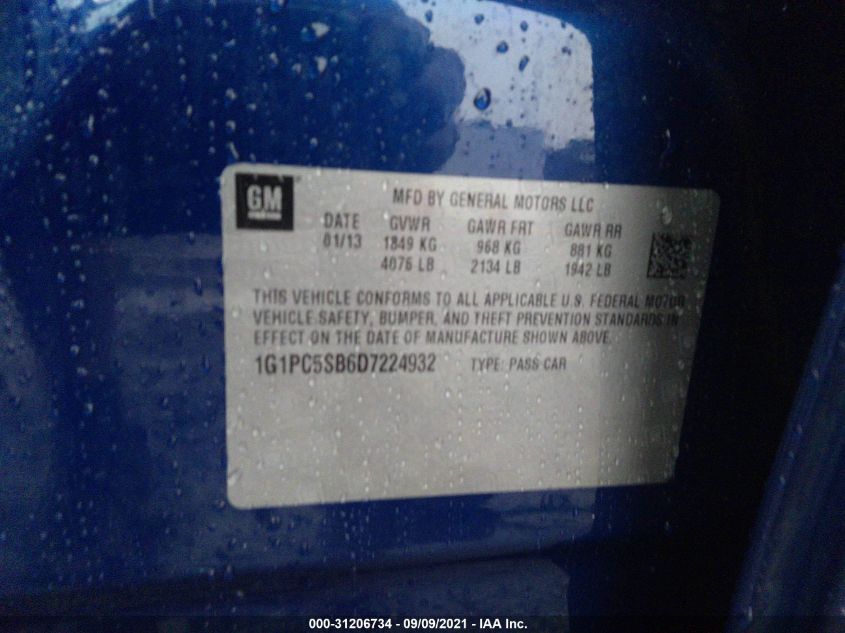 GM
MFD BY GENERAL MOTORS LLC
DATE GVWR GAWR FRT GAWR RR
01/13 1849 KG 968 KG 881 KG
4076 LB 2134 LB 1942 LB
THIS VEHICLE CONFORMS TO ALL APPLICABLE U.S. FEDERAL MOTOR
VEHICLE SAFETY, BUMPER, AND THEFT PREVENTION STANDARDS IN
EFFECT ON THE DATE OF MANUFACTURE SHOWN ABOVE.
1G1PC5SB6D7224932 TYPE: PASS CAR
000-31206734 - 09/09/2021 - IAA Inc.